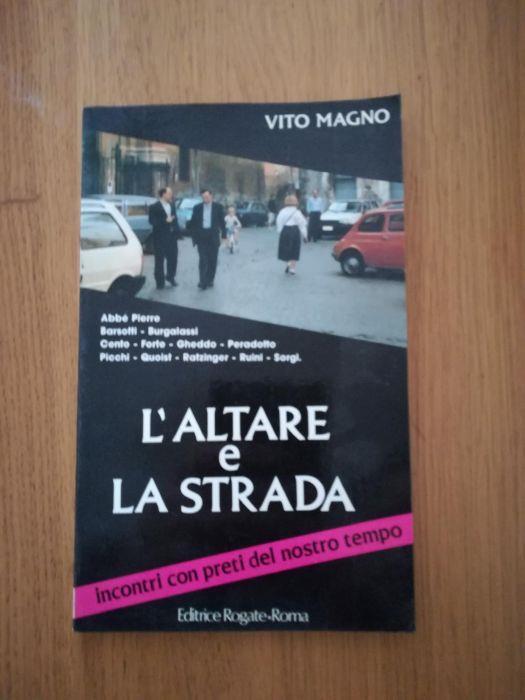 VITO MAGNO
Abbé Pierre
Barsotti - Burgalassi
Cento - Forte - Gheddo - Peradotto
Picchi - Quoist - Ratzinger - Ruini - Sorgi.
L'ALTARE
e
LA STRADA
incontri con preti del nostro tempo
Editrice Rogate•Roma